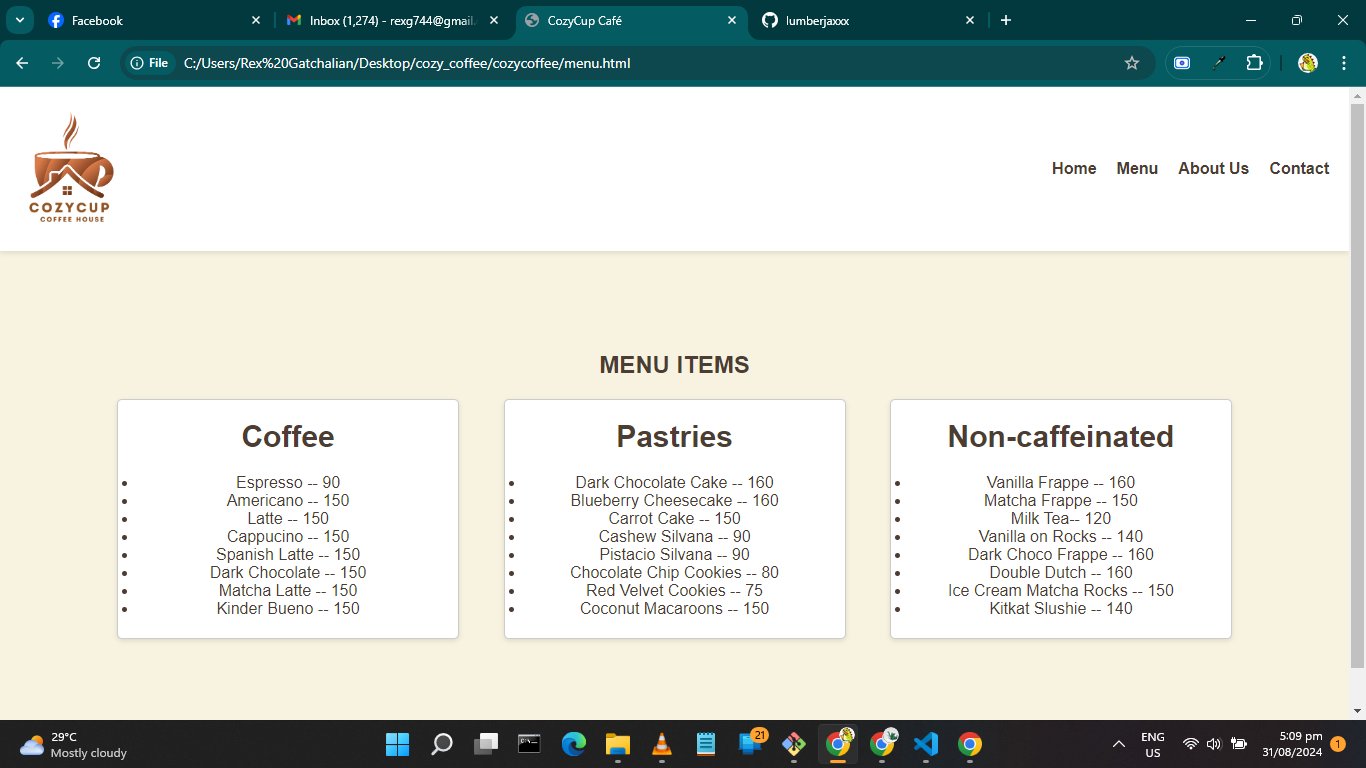 Facebook
Inbox (1,274) - rexg744@gmail.
CozyCup Café
lumberjaxxx
File
C:/Users/Rex%20Gatchalian/Desktop/cozy_coffee/cozycoffee/menu.html
COZYCUP
COFFEE HOUSE
Home
Menu
About Us
Contact
MENU ITEMS
Coffee
Espresso -- 90
Americano -- 150
Latte -- 150
Cappucino -- 150
Spanish Latte -- 150
Dark Chocolate -- 150
Matcha Latte -- 150
Kinder Bueno -- 150
Pastries
Dark Chocolate Cake -- 160
Blueberry Cheesecake -- 160
Carrot Cake -- 150
Cashew Silvana -- 90
Pistacio Silvana -- 90
Chocolate Chip Cookies -- 80
Red Velvet Cookies -- 75
Coconut Macaroons -- 150
Non-caffeinated
Vanilla Frappe -- 160
Matcha Frappe -- 150
Milk Tea-- 120
Vanilla on Rocks -- 140
Dark Choco Frappe -- 160
Double Dutch -- 160
Ice Cream Matcha Rocks -- 150
Kitkat Slushie -- 140
29°C
Mostly cloudy
21
ENG
US
5:09 pm
31/08/2024
1